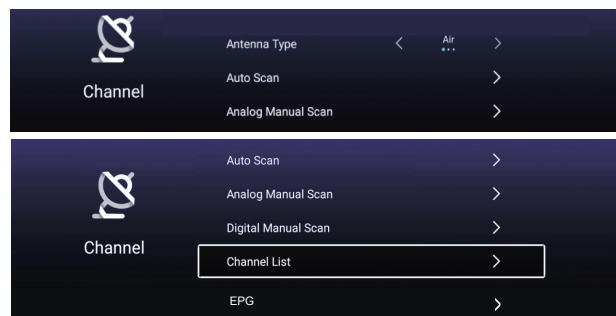 Antenna Type Air
Auto Scan
Channel
Analog Manual Scan
Auto Scan
Analog Manual Scan
Digital Manual Scan
Channel
Channel List
EPG